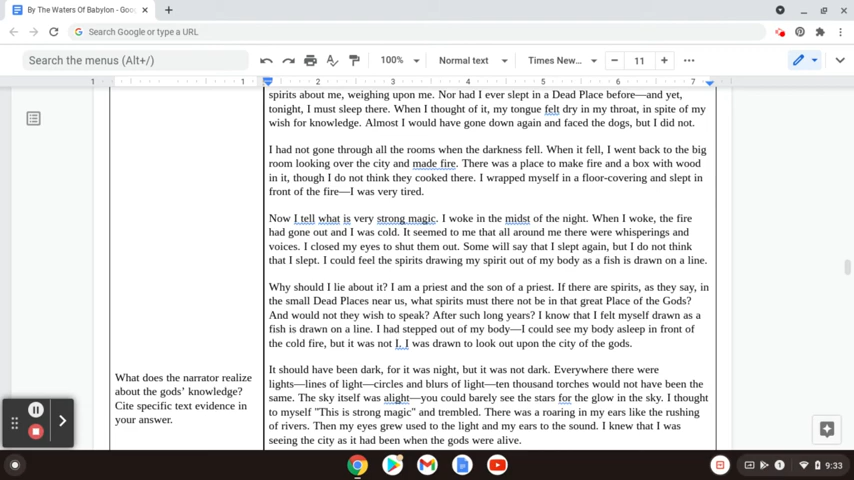 By The Waters Of Babylon - Goo
Search Google or type a URL
Search the menus (Alt+/)
100%
Normal text
Times New...
11
1 1 2 3 4 5 6 7
spirits about me, weighing upon me. Nor had I ever slept in a Dead Place before—and yet,
tonight, I must sleep there. When I thought of it, my tongue felt dry in my throat, in spite of my
wish for knowledge. Almost I would have gone down again and faced the dogs, but I did not.
I had not gone through all the rooms when the darkness fell. When it fell, I went back to the big
room looking over the city and made fire. There was a place to make fire and a box with wood
in it, though I do not think they cooked there. I wrapped myself in a floor-covering and slept in
front of the fire—I was very tired.
Now I tell what is very strong magic. I woke in the midst of the night. When I woke, the fire
had gone out and I was cold. It seemed to me that all around me there were whisperings and
voices. I closed my eyes to shut them out. Some will say that I slept again, but I do not think
that I slept. I could feel the spirits drawing my spirit out of my body as a fish is drawn on a line.
Why should I lie about it? I am a priest and the son of a priest. If there are spirits, as they say, in
the small Dead Places near us, what spirits must there not be in that great Place of the Gods?
And would not they wish to speak? After such long years? I know that I felt myself drawn as a
fish is drawn on a line. I had stepped out of my body—I could see my body asleep in front of
the cold fire, but it was not I. I was drawn to look out upon the city of the gods.
What does the narrator realize
about the gods' knowledge?
Cite specific text evidence in
your answer.
It should have been dark, for it was night, but it was not dark. Everywhere there were
lights—lines of light—circles and blurs of light—ten thousand torches would not have been the
same. The sky itself was alight—you could barely see the stars for the glow in the sky. I thought
to myself "This is strong magic" and trembled. There was a roaring in my ears like the rushing
of rivers. Then my eyes grew used to the light and my ears to the sound. I knew that I was
seeing the city as it had been when the gods were alive.
1
9:33